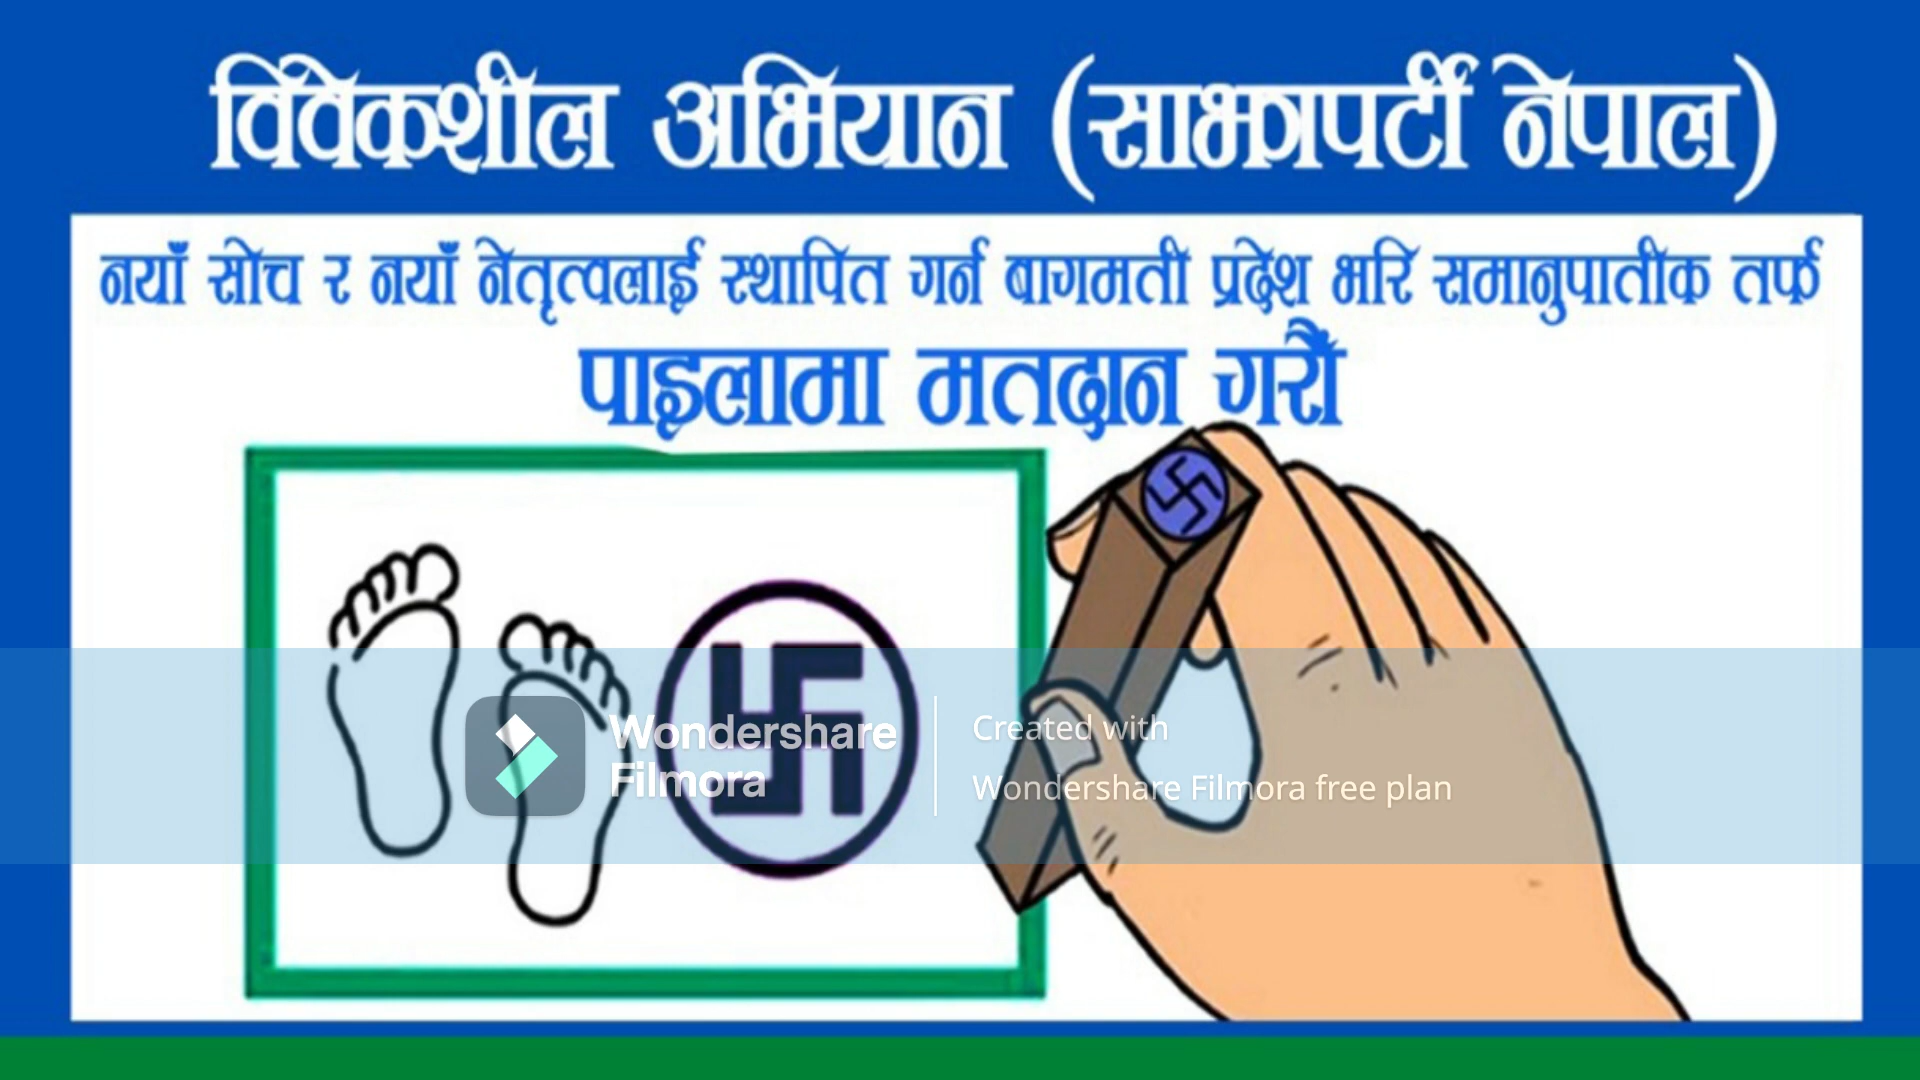 विवेकशील अभियान (साझापर्टी नेपाल)
नयाँ सोच र नयाँ नेतृत्वलाई स्थापित गर्न बागमती प्रदेश भरि समानुपातीक तर्फ
पाइलामा मतदान गरौं
Wondershare
Filmora
Created with
Wondershare Filmora free plan